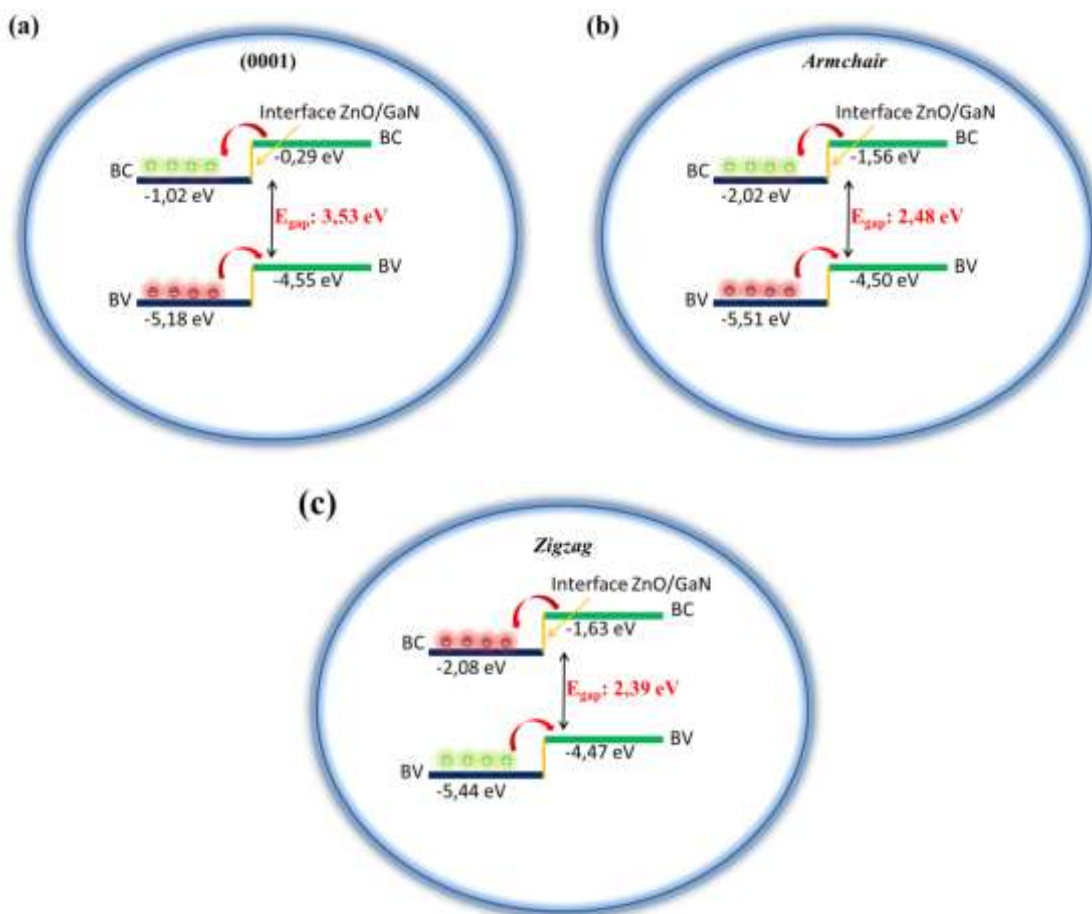 (a)
(0001)
Interface ZnO/GaN
BC
-0,29 eV
BC
-1,02 eV
E_gap: 3,53 eV
BV
-4,55 eV
BV
-5,18 eV
(b)
Armchair
Interface ZnO/GaN
BC
-1,56 eV
BC
-2,02 eV
E_gap: 2,48 eV
BV
-4,50 eV
BV
-5,51 eV
(c)
Zigzag
Interface ZnO/GaN
BC
-1,63 eV
BC
-2,08 eV
E_gap: 2,39 eV
BV
-4,47 eV
BV
-5,44 eV